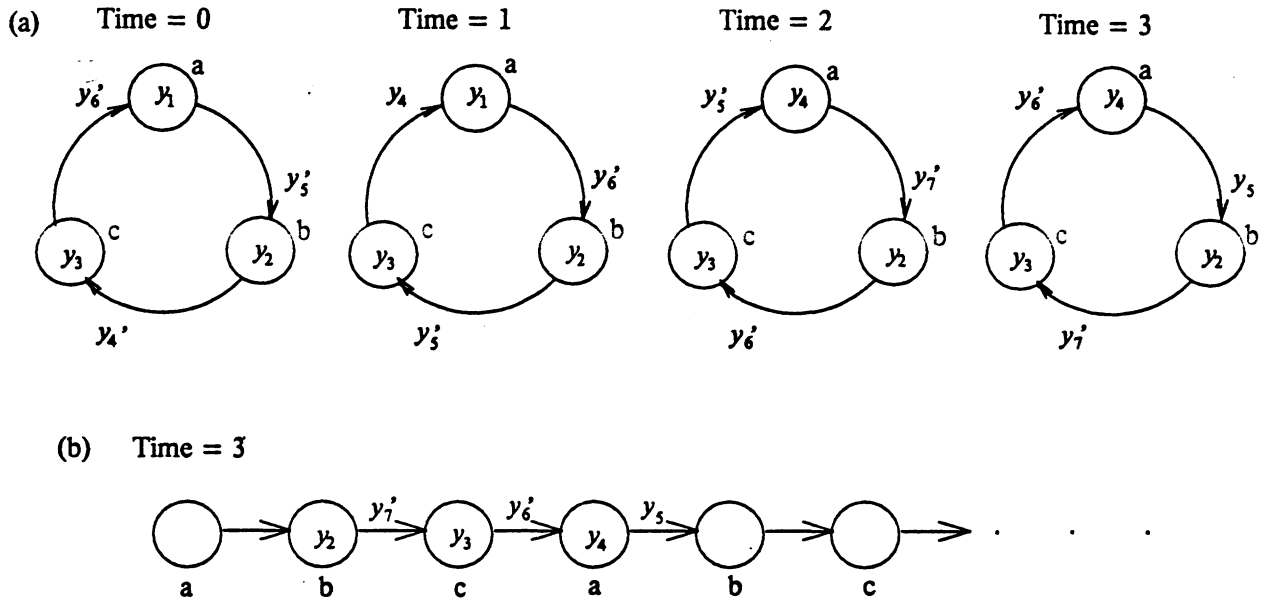 (a) Time = 0 Time = 1 Time = 2 Time = 3
a a a a
y₆' y₁ y₄ y₁ y₅' y₄ y₆' y₄
y₅' y₆' y₇' y₅
c b c b c b c b
y₃ y₂ y₃ y₂ y₃ y₂ y₃ y₂
y₄' y₅' y₆' y₇'
(b) Time = 3
y₇' y₆' y₅
y₂ y₃ y₄
a b c a b c